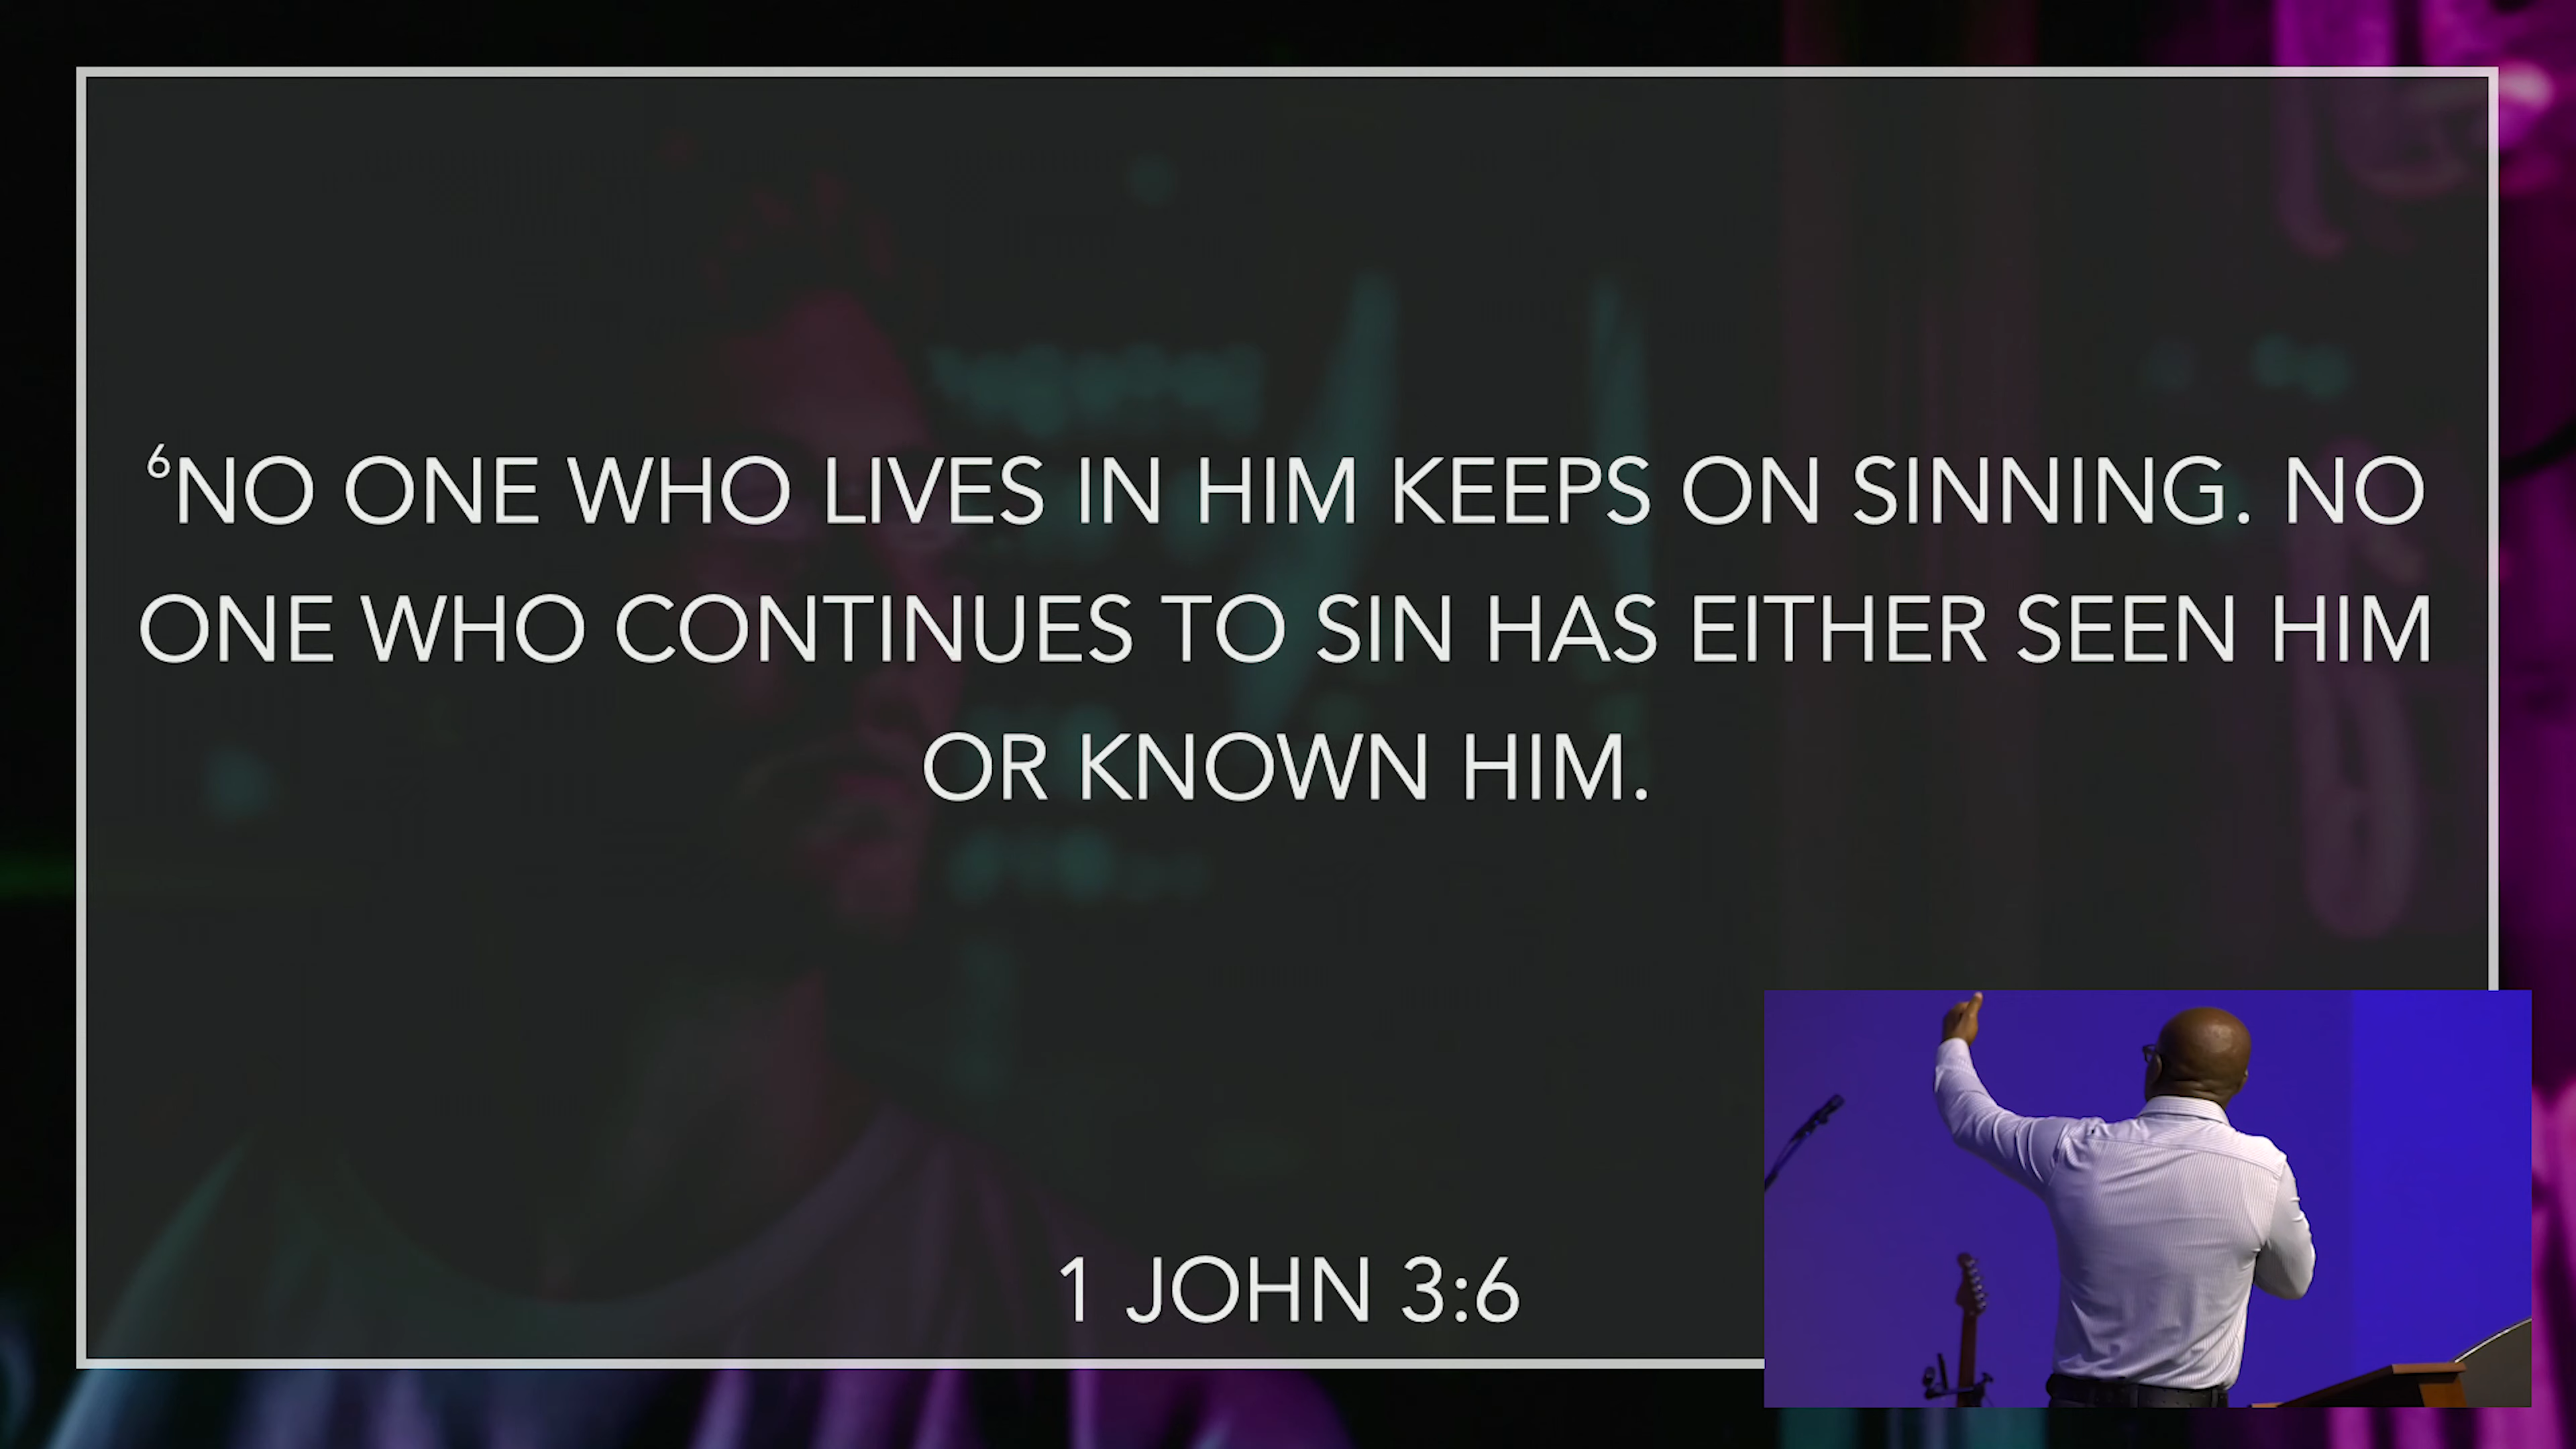 ⁶NO ONE WHO LIVES IN HIM KEEPS ON SINNING. NO
ONE WHO CONTINUES TO SIN HAS EITHER SEEN HIM
OR KNOWN HIM.
1 JOHN 3:6